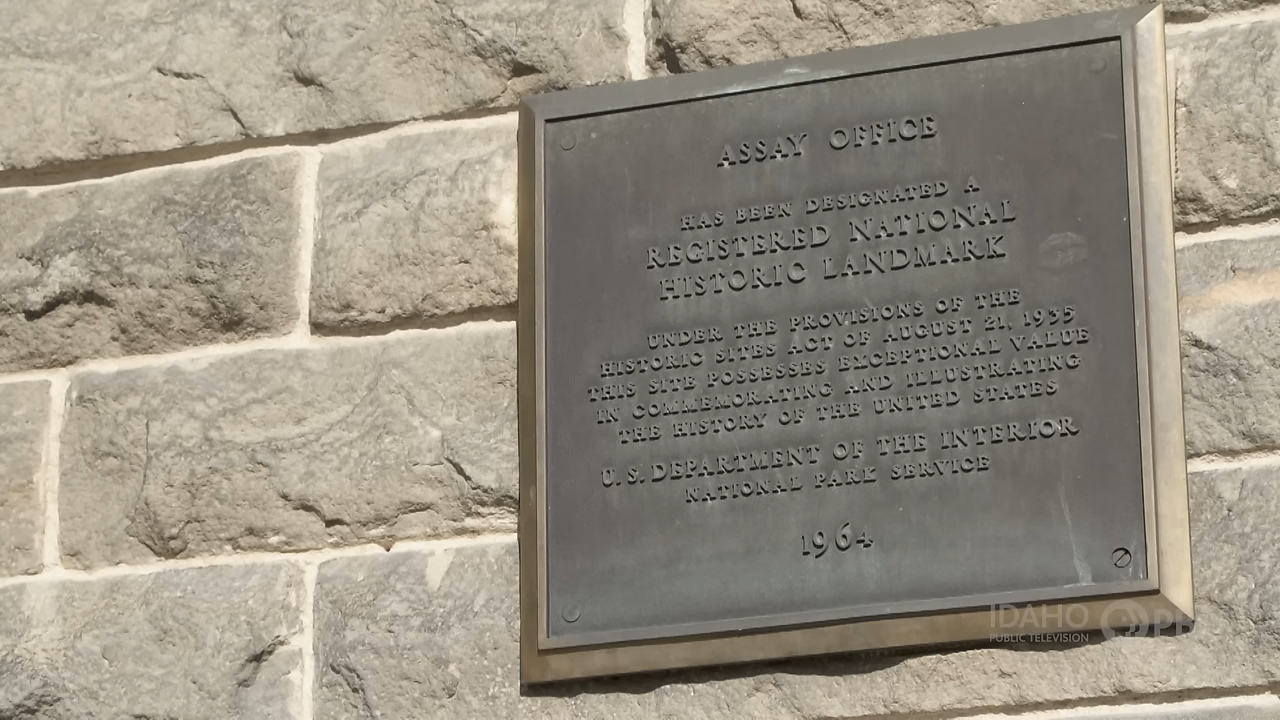 ASSAY OFFICE
HAS BEEN DESIGNATED A
REGISTERED NATIONAL
HISTORIC LANDMARK
UNDER THE PROVISIONS OF THE
HISTORIC SITES ACT OF AUGUST 21, 1935
THIS SITE POSSESSES EXCEPTIONAL VALUE
IN COMMEMORATING AND ILLUSTRATING
THE HISTORY OF THE UNITED STATES
U. S. DEPARTMENT OF THE INTERIOR
NATIONAL PARK SERVICE
1964
IDAHO
PUBLIC TELEVISION